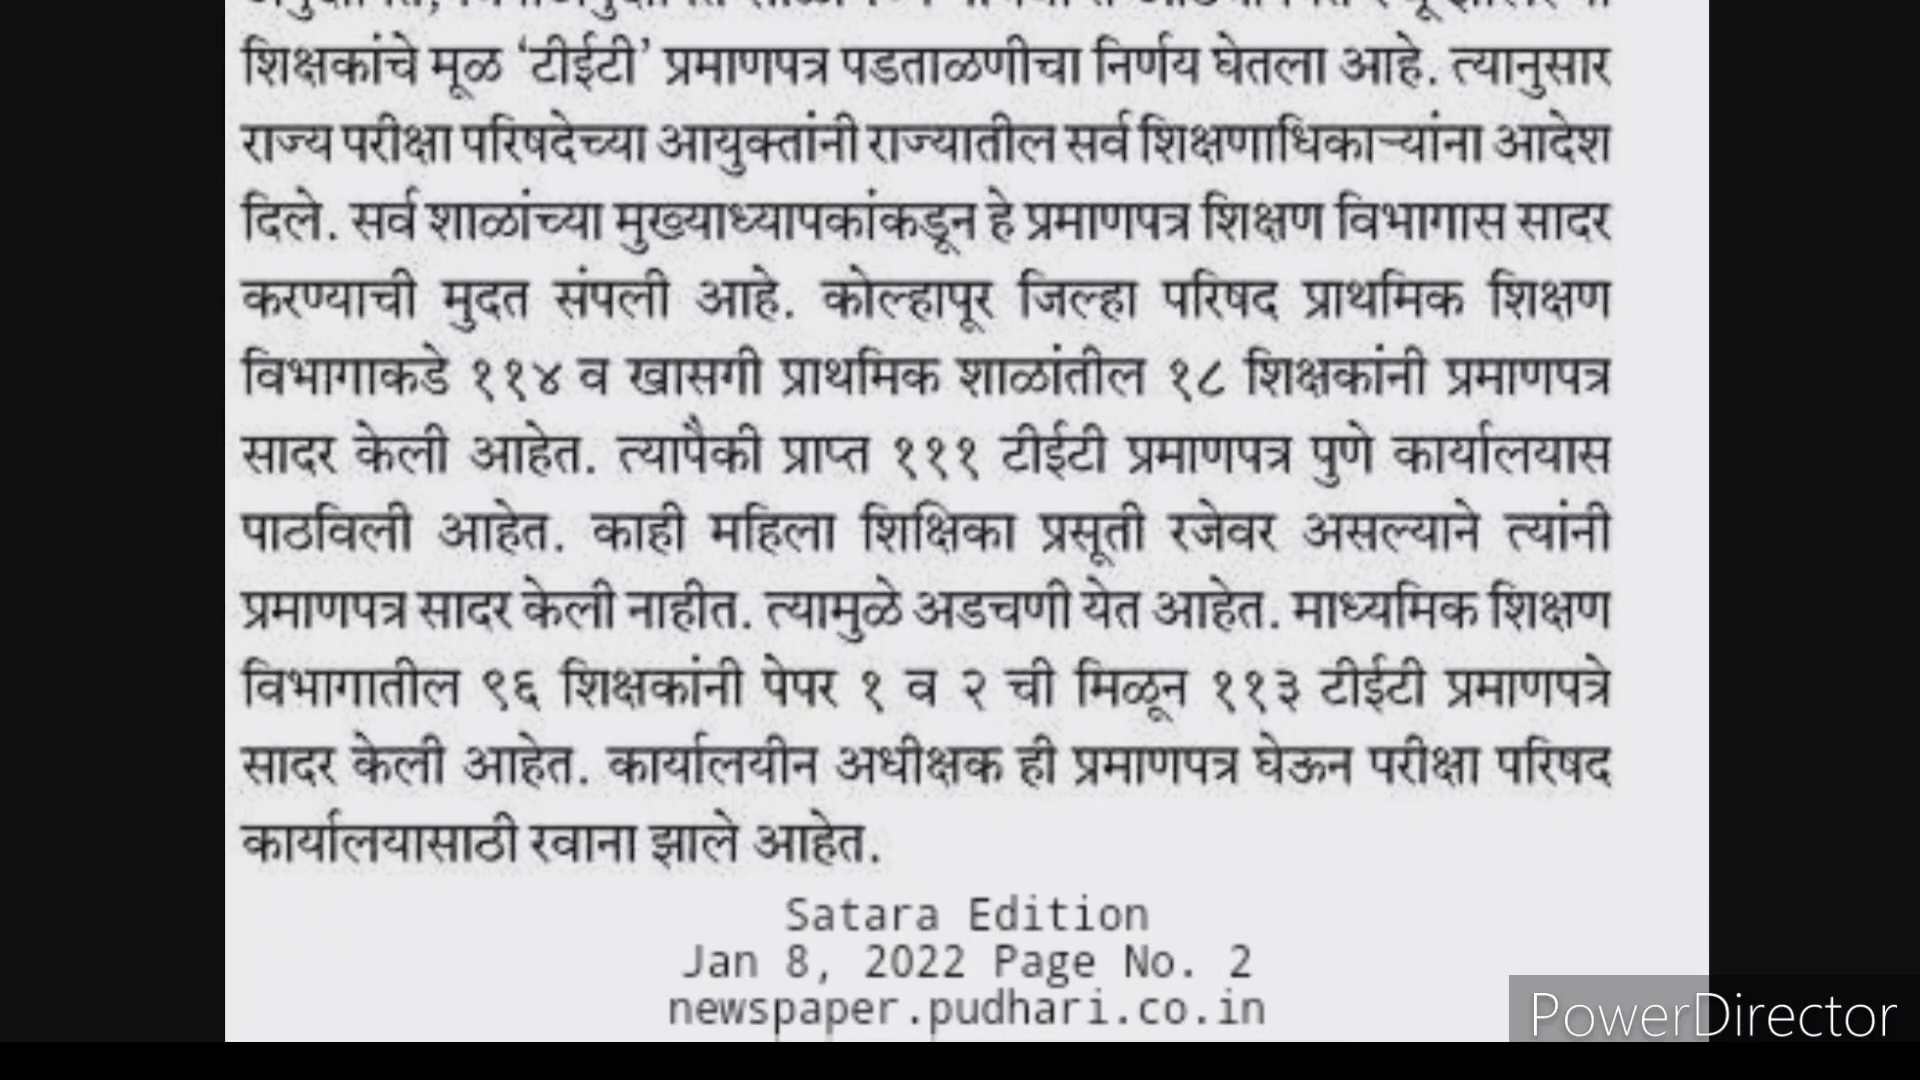 शिक्षकांचे मूळ ‘टीईटी’ प्रमाणपत्र पडताळणीचा निर्णय घेतला आहे. त्यानुसार
राज्य परीक्षा परिषदेच्या आयुक्तांनी राज्यातील सर्व शिक्षणाधिकाऱ्यांना आदेश
दिले. सर्व शाळांच्या मुख्याध्यापकांकडून हे प्रमाणपत्र शिक्षण विभागास सादर
करण्याची मुदत संपली आहे. कोल्हापूर जिल्हा परिषद प्राथमिक शिक्षण
विभागाकडे ११४ व खासगी प्राथमिक शाळांतील १८ शिक्षकांनी प्रमाणपत्र
सादर केली आहेत. त्यापैकी प्राप्त १११ टीईटी प्रमाणपत्र पुणे कार्यालयास
पाठविली आहेत. काही महिला शिक्षिका प्रसूती रजेवर असल्याने त्यांनी
प्रमाणपत्र सादर केली नाहीत. त्यामुळे अडचणी येत आहेत. माध्यमिक शिक्षण
विभागातील ९६ शिक्षकांनी पेपर १ व २ ची मिळून ११३ टीईटी प्रमाणपत्रे
सादर केली आहेत. कार्यालयीन अधीक्षक ही प्रमाणपत्र घेऊन परीक्षा परिषद
कार्यालयासाठी रवाना झाले आहेत.
Satara Edition
Jan 8, 2022 Page No. 2
newspaper.pudhari.co.in
PowerDirector